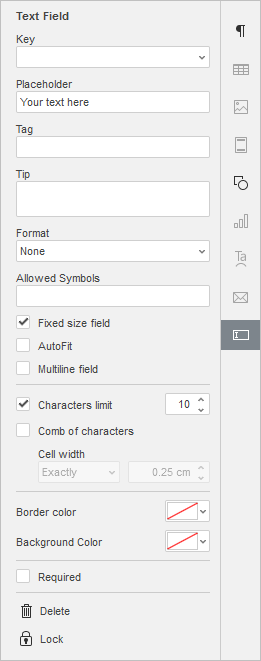 Text Field
Key
Placeholder
Your text here
Tag
Tip
Format
None
Allowed Symbols
Fixed size field
AutoFit
Multiline field
Characters limit 10
Comb of characters
Cell width
Exactly 0.25 cm
Border color
Background Color
Required
Delete
Lock
¶
Ta